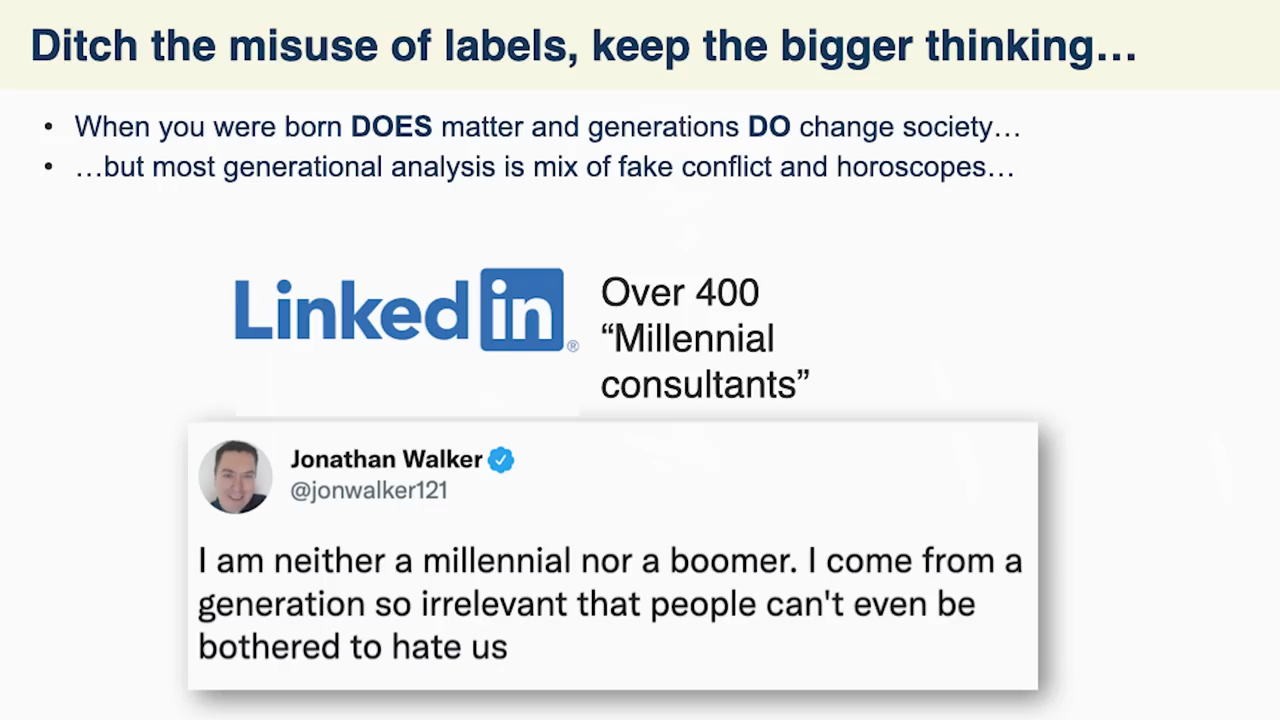 Ditch the misuse of labels, keep the bigger thinking…
• When you were born DOES matter and generations DO change society…
• …but most generational analysis is mix of fake conflict and horoscopes…
Linked in ®
Over 400
“Millennial
consultants”
Jonathan Walker
@jonwalker121
I am neither a millennial nor a boomer. I come from a
generation so irrelevant that people can't even be
bothered to hate us